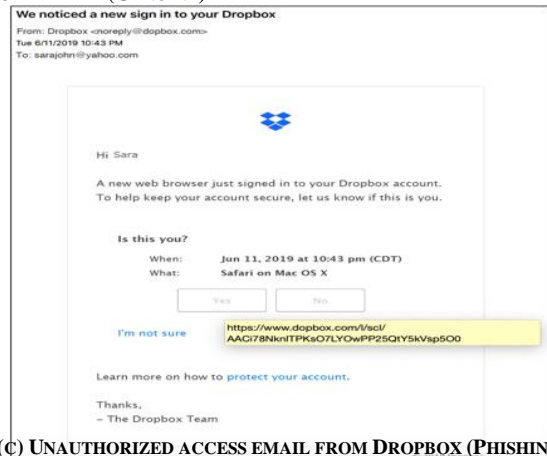 We noticed a new sign in to your Dropbox
From: Dropbox <noreply@dopbox.com>
Tue 6/11/2019 10:43 PM
To: sarajohn@yahoo.com
Hi Sara
A new web browser just signed in to your Dropbox account.
To help keep your account secure, let us know if this is you.
Is this you?
When: Jun 11, 2019 at 10:43 pm (CDT)
What: Safari on Mac OS X
Yes No
I'm not sure
https://www.dopbox.com/l/scl/
AACi78NknITPKsO7LYOwPP25QtY5kVsp5O0
Learn more on how to protect your account.
Thanks,
– The Dropbox Team
(C) UNAUTHORIZED ACCESS EMAIL FROM DROPBOX (PHISHIN